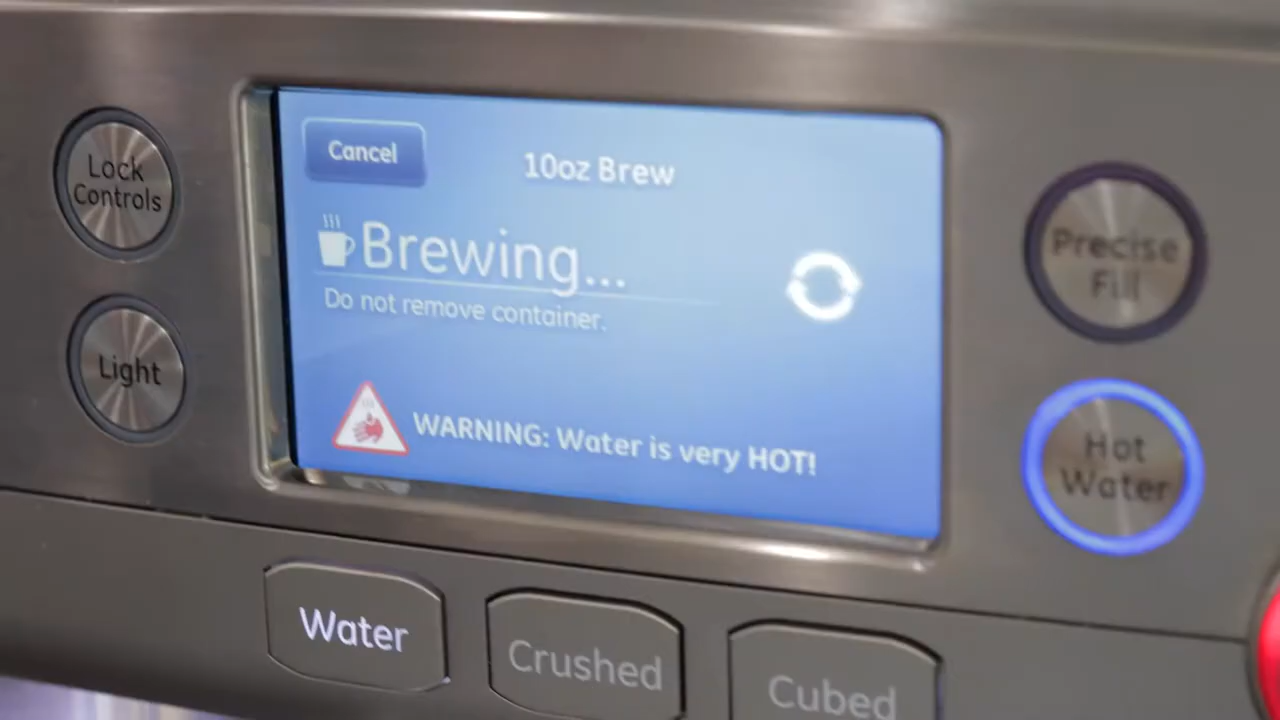 Lock
Controls
Light
Cancel
10oz Brew
Brewing...
Do not remove container.
WARNING: Water is very HOT!
Precise
Fill
Hot
Water
Water
Crushed
Cubed